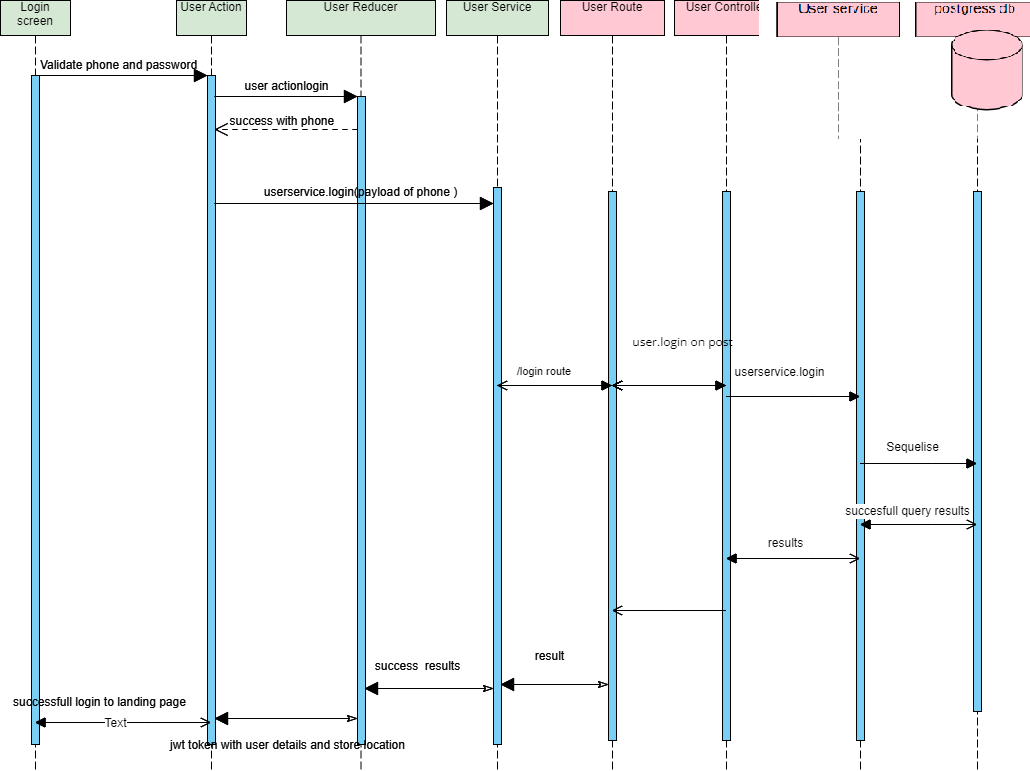 Login
screen
User Action
User Reducer
User Service
User Route
User Controlle
User service
postgress db
Validate phone and password
user actionlogin
success with phone
userservice.login(payload of phone )
user.login on post
/login route
userservice.login
Sequelise
succesfull query results
results
result
success results
successfull login to landing page
Text
jwt token with user details and store location